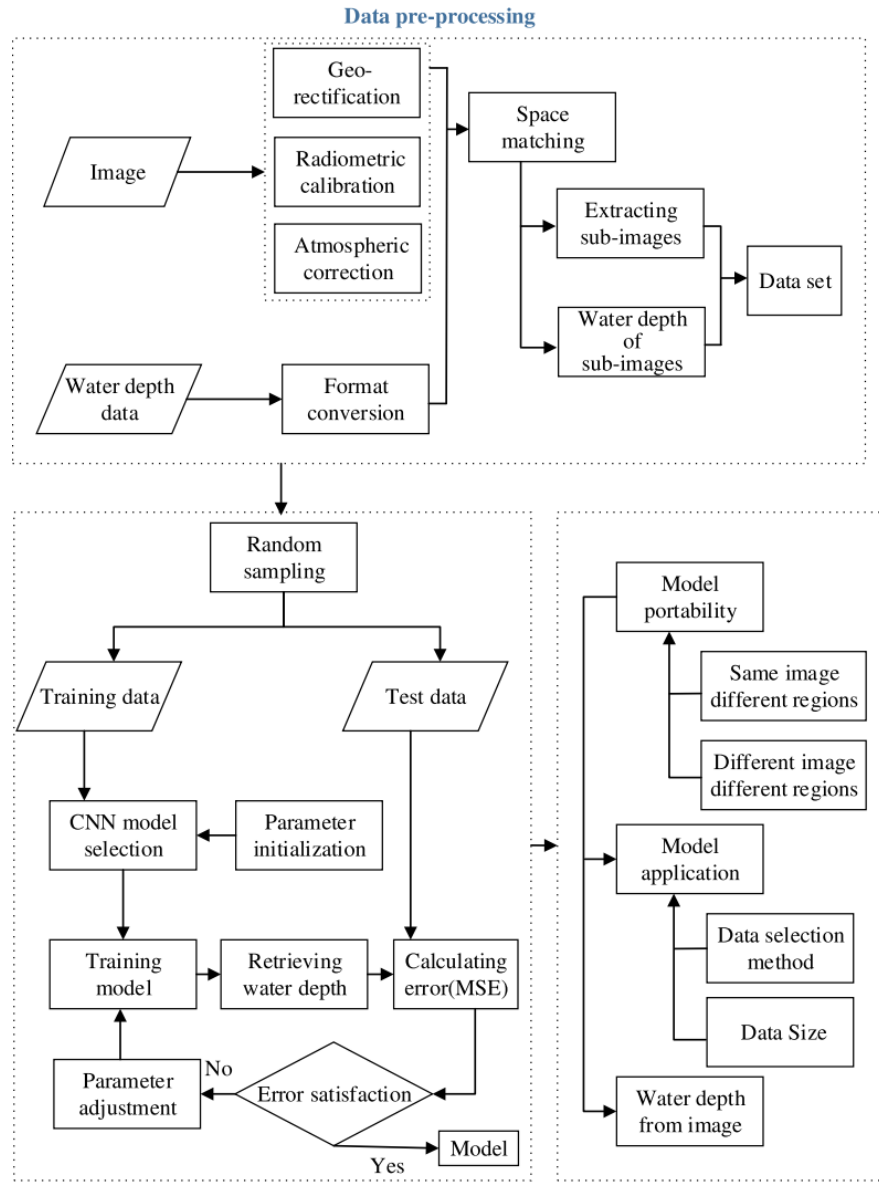 Data pre-processing
Geo-
rectification
Image
Radiometric
calibration
Atmospheric
correction
Space
matching
Extracting
sub-images
Water depth
of
sub-images
Data set
Water depth
data
Format
conversion
Random
sampling
Training data
Test data
CNN model
selection
Parameter
initialization
Training
model
Retrieving
water depth
Calculating
error(MSE)
Parameter
adjustment
No
Error satisfaction
Yes
Model
Model
portability
Same image
different regions
Different image
different regions
Model
application
Data selection
method
Data Size
Water depth
from image